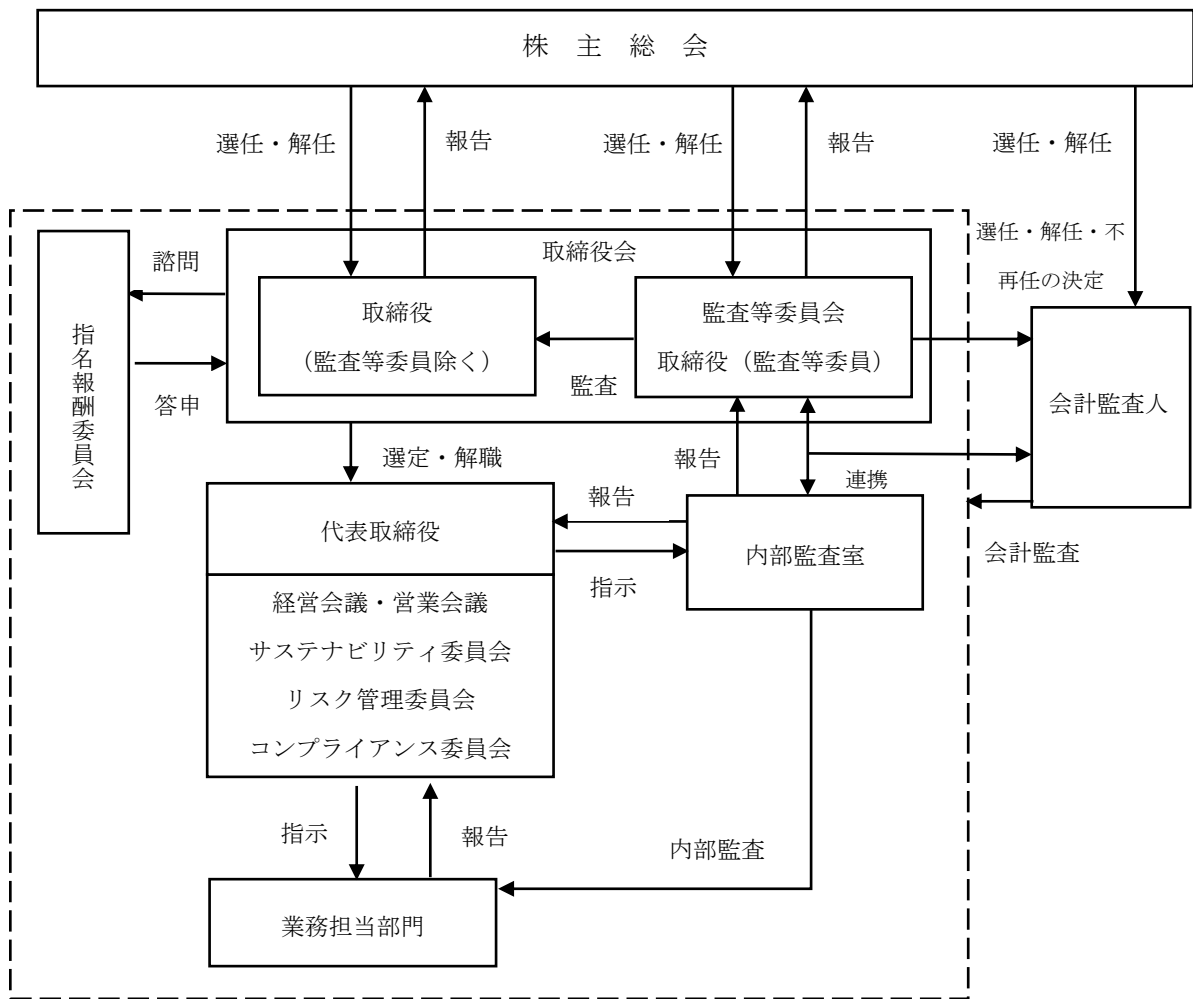 株主総会
選任・解任
報告
選任・解任
報告
選任・解任
選任・解任・不
再任の決定
取締役会
諮問
答申
指名報酬委員会
取締役
（監査等委員除く）
監査
監査等委員会
取締役（監査等委員）
会計監査人
選定・解職
報告
連携
報告
代表取締役
指示
内部監査室
会計監査
経営会議・営業会議
サステナビリティ委員会
リスク管理委員会
コンプライアンス委員会
指示
報告
内部監査
業務担当部門